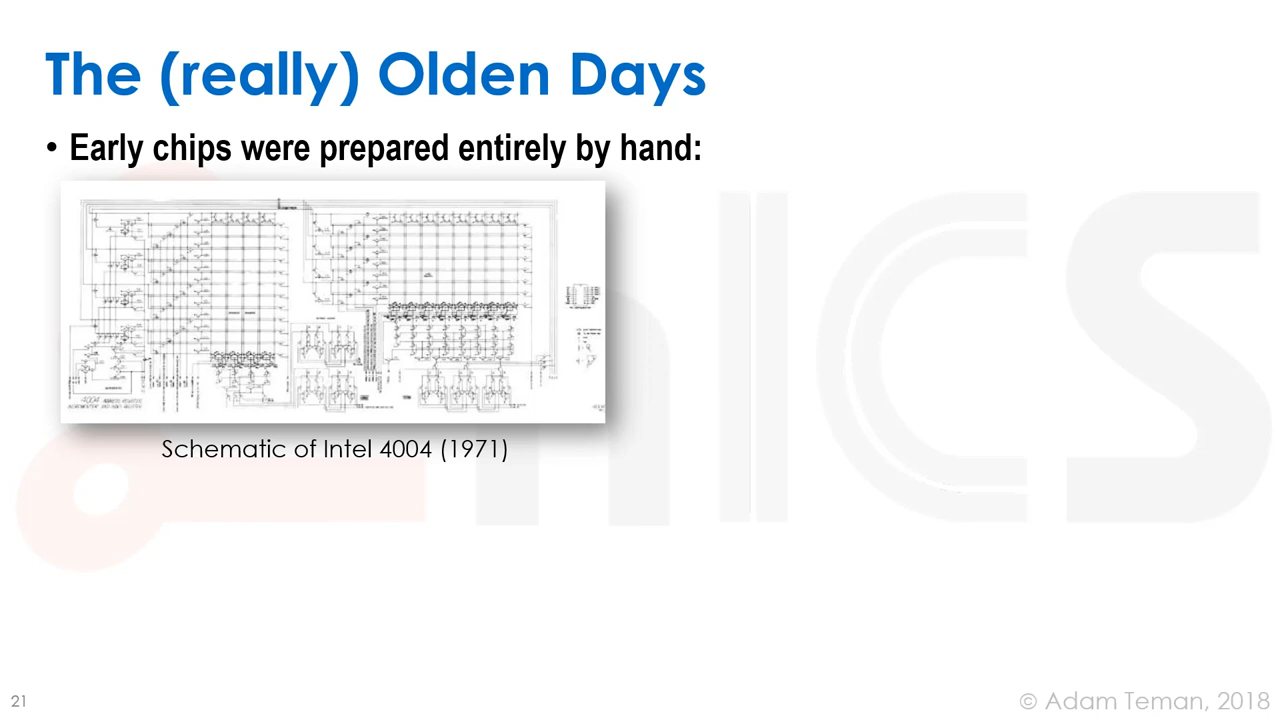 The (really) Olden Days
• Early chips were prepared entirely by hand:
4004
Schematic of Intel 4004 (1971)
21
© Adam Teman, 2018